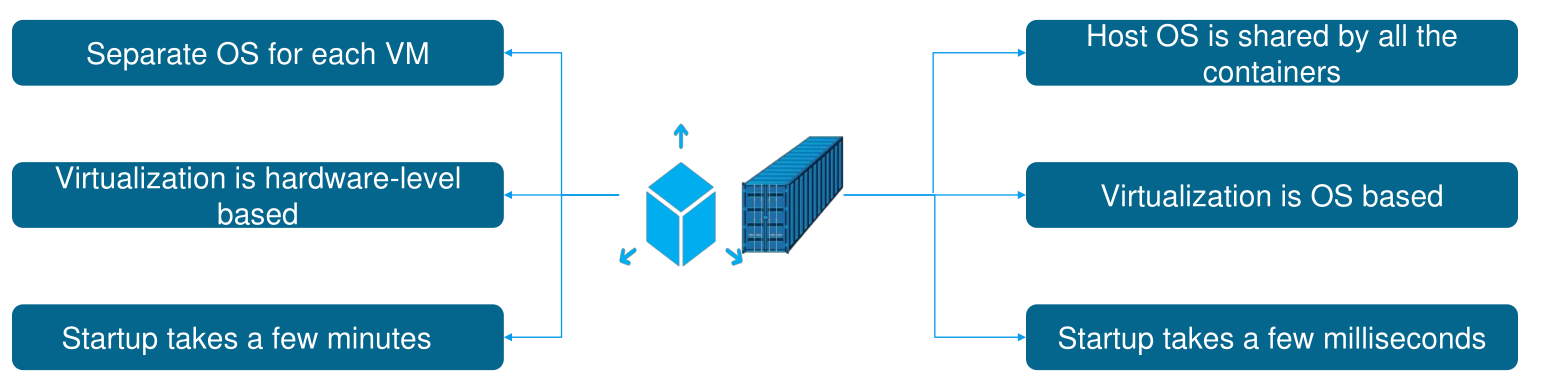 Separate OS for each VM
Virtualization is hardware-level
based
Startup takes a few minutes
Host OS is shared by all the
containers
Virtualization is OS based
Startup takes a few milliseconds